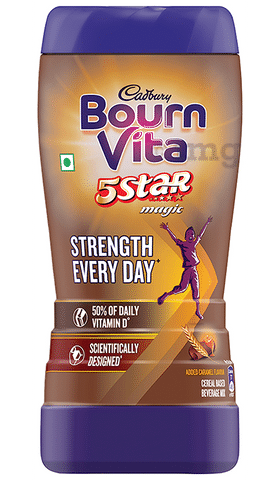 Cadbury
Bourn
Vita
5Star
magic
STRENGTH
EVERY DAY*
50% OF DAILY
VITAMIN D^
SCIENTIFICALLY
DESIGNED
ADDED CARAMEL FLAVOUR
CEREAL BASED
BEVERAGE MIX